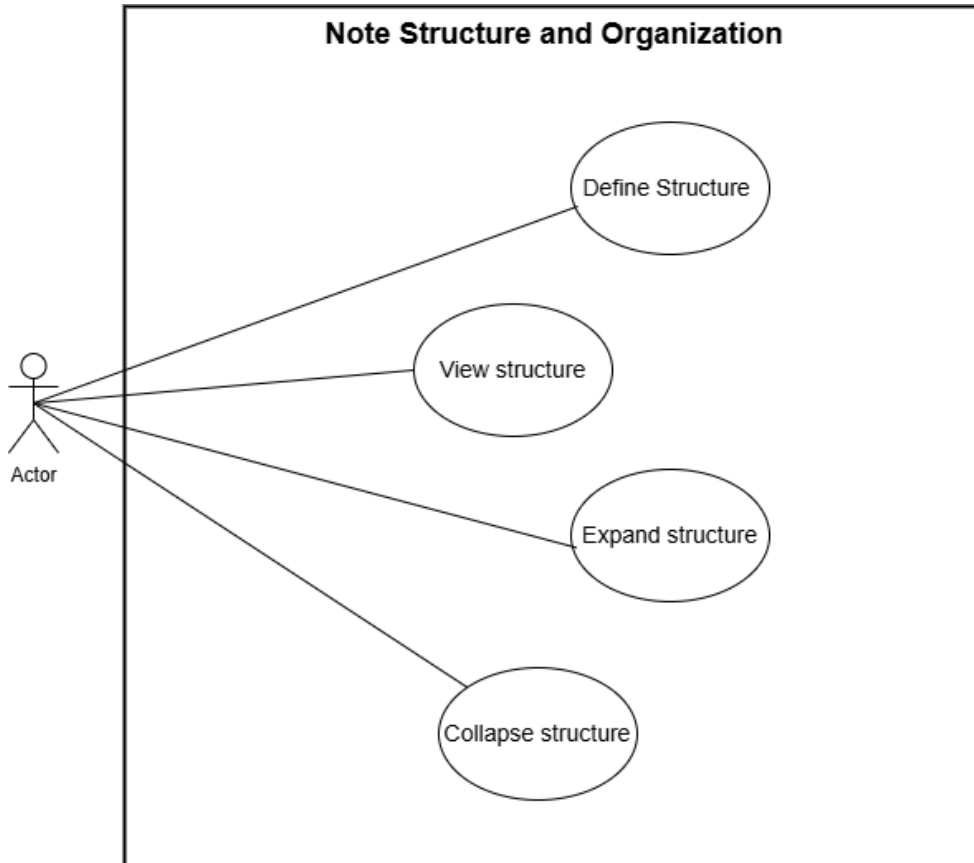 Note Structure and Organization
Define Structure
View structure
Actor
Expand structure
Collapse structure